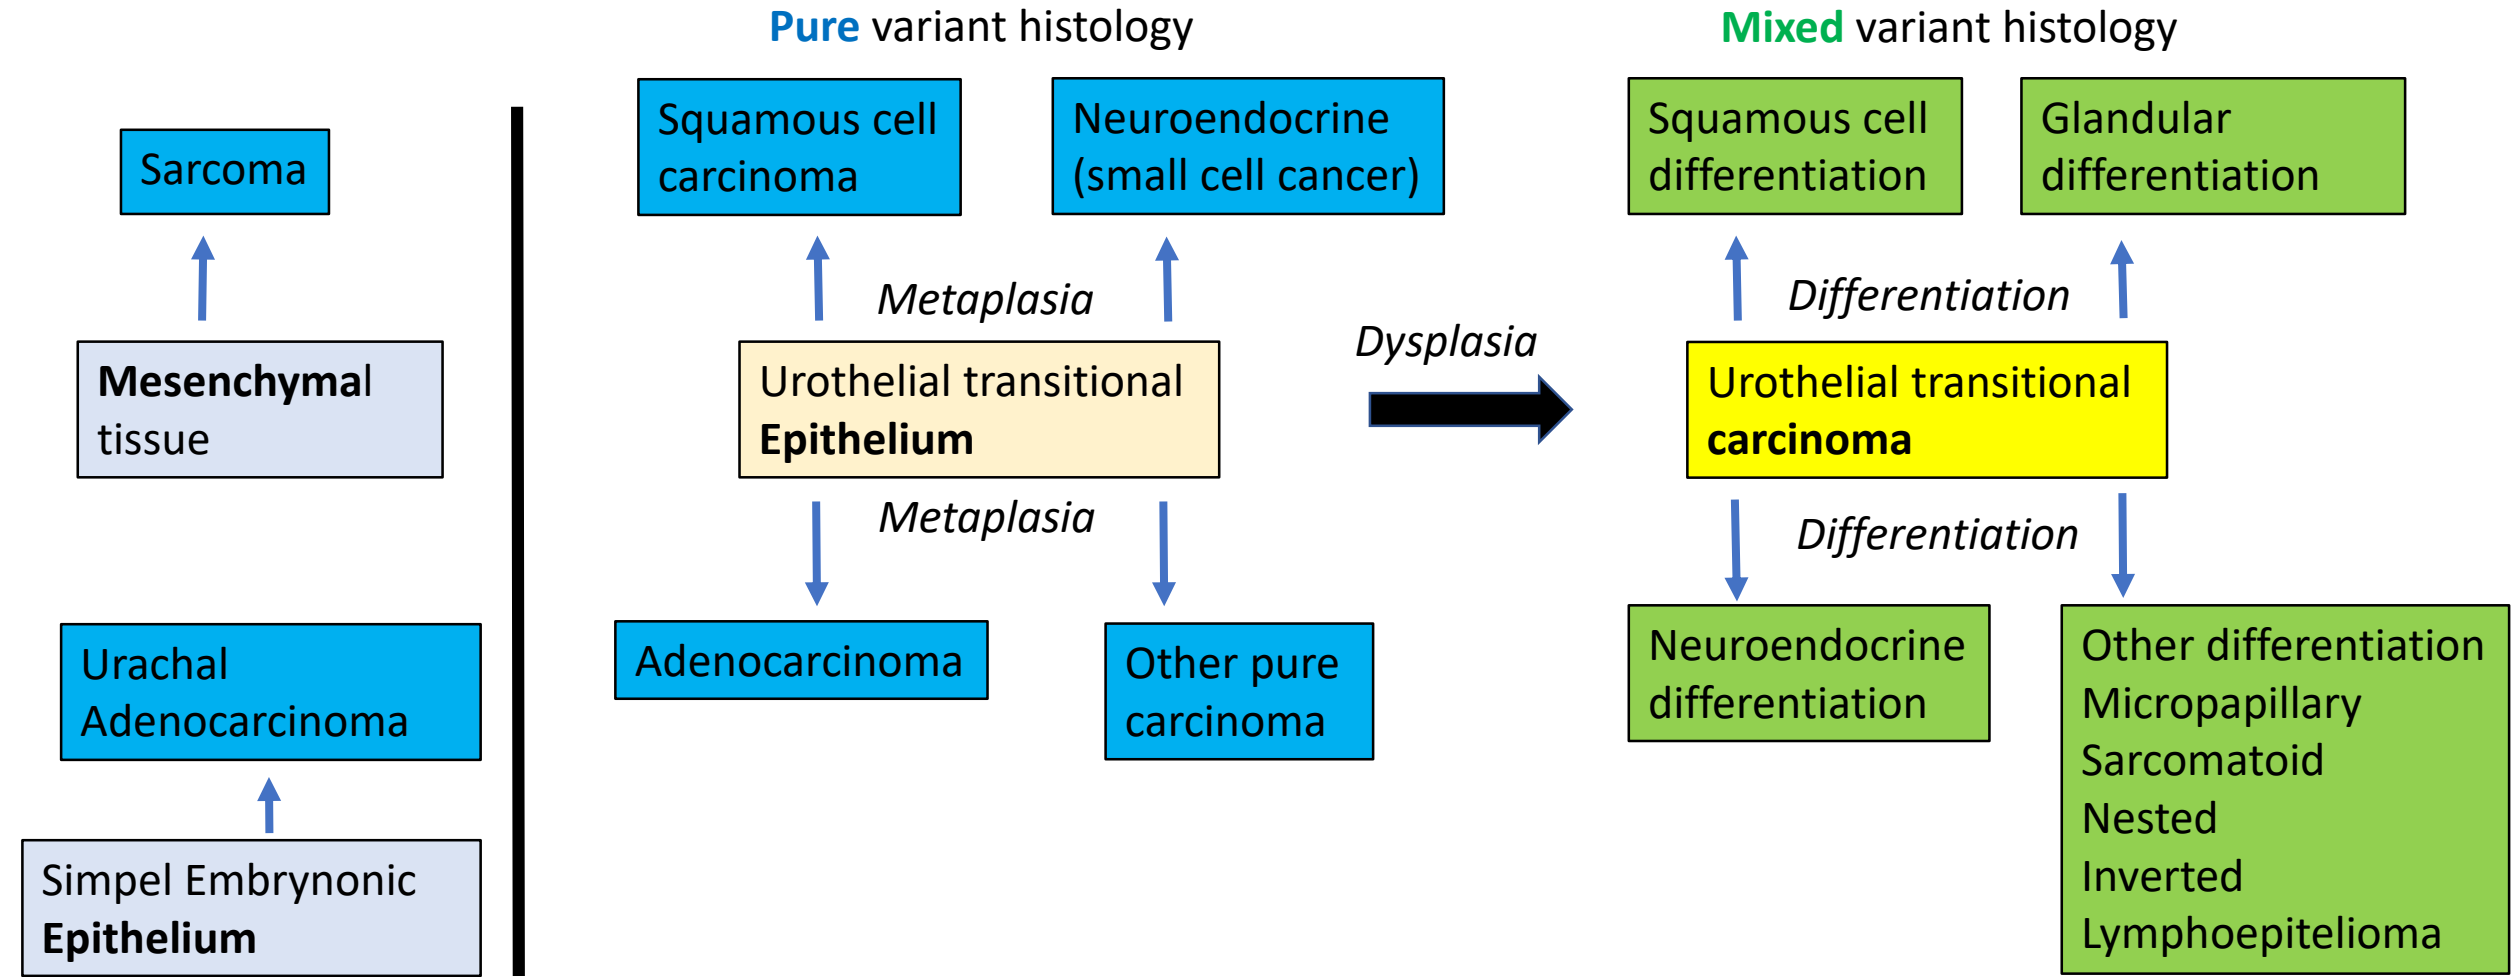 Pure variant histology
Mixed variant histology
Sarcoma
Mesenchymal
tissue
Urachal
Adenocarcinoma
Simpel Embrynonic
Epithelium
Squamous cell
carcinoma
Neuroendocrine
(small cell cancer)
Metaplasia
Urothelial transitional
Epithelium
Metaplasia
Adenocarcinoma
Other pure
carcinoma
Dysplasia
Squamous cell
differentiation
Glandular
differentiation
Differentiation
Urothelial transitional
carcinoma
Differentiation
Neuroendocrine
differentiation
Other differentiation
Micropapillary
Sarcomatoid
Nested
Inverted
Lymphoepitelioma